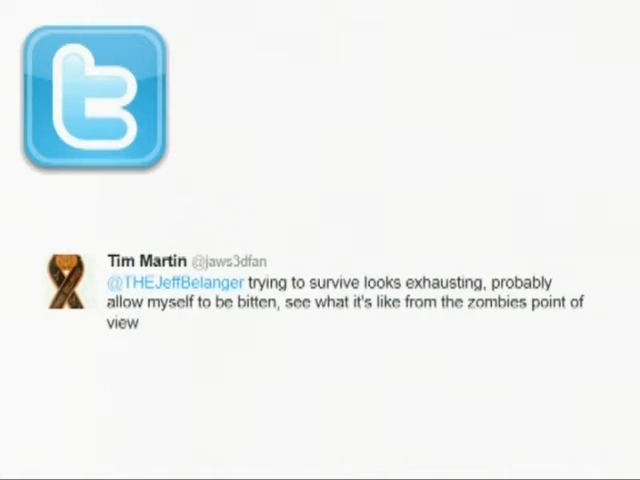 Tim Martin @jaws3dfan
@THEJeffBelanger trying to survive looks exhausting, probably
allow myself to be bitten, see what it's like from the zombies point of
view